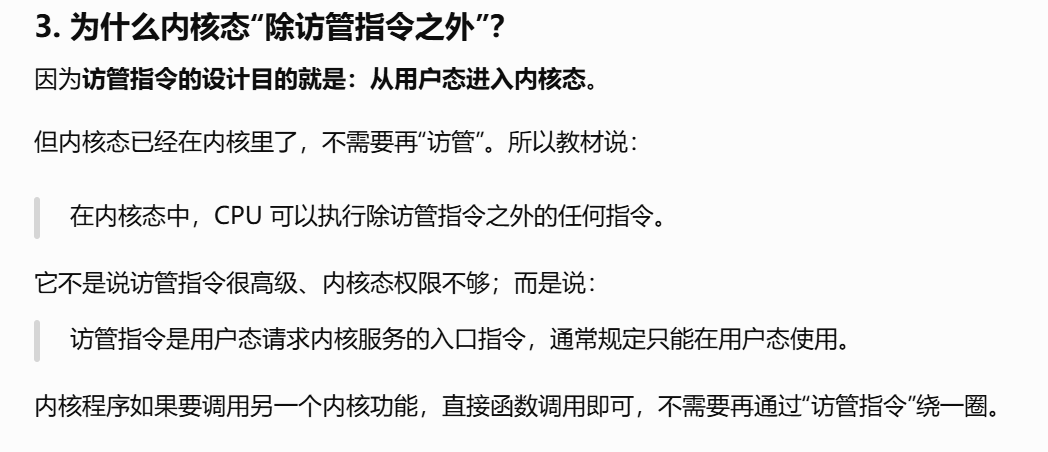 3. 为什么内核态“除访管指令之外”？
因为访管指令的设计目的就是：从用户态进入内核态。
但内核态已经在内核里了，不需要再“访管”。所以教材说：
在内核态中，CPU 可以执行除访管指令之外的任何指令。
它不是说访管指令很高级、内核态权限不够；而是说：
访管指令是用户态请求内核服务的入口指令，通常规定只能在用户态使用。
内核程序如果要调用另一个内核功能，直接函数调用即可，不需要再通过“访管指令”绕一圈。